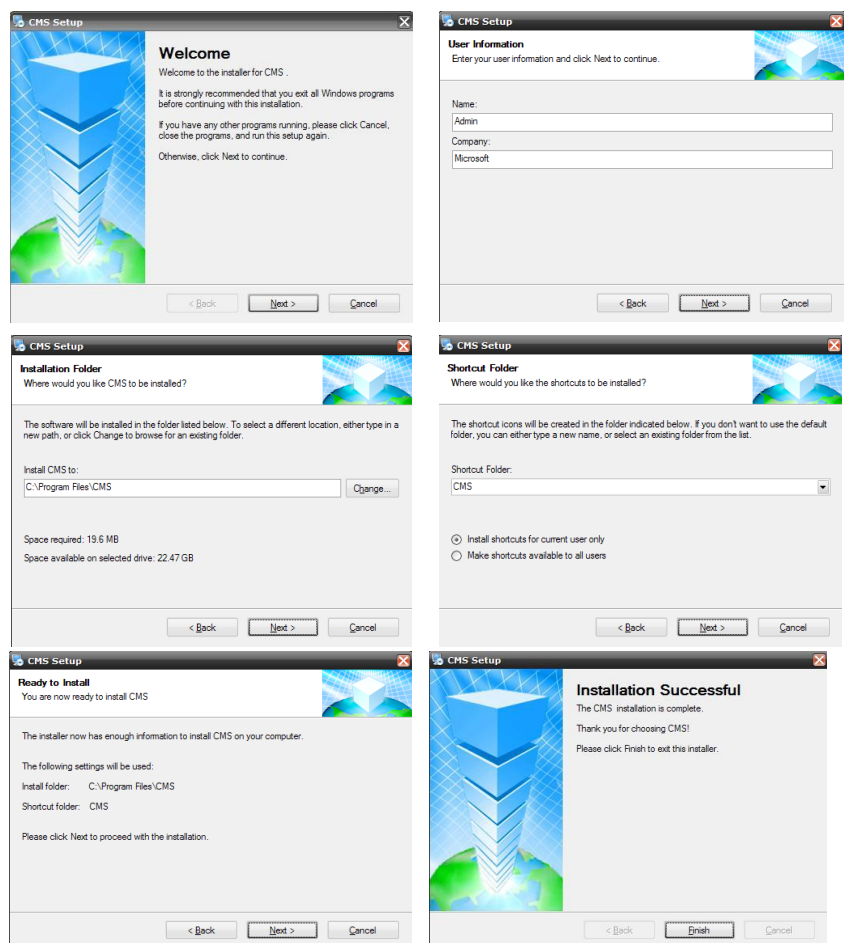 CMS Setup
Welcome
Welcome to the installer for CMS .
It is strongly recommended that you exit all Windows programs
before continuing with this installation.
If you have any other programs running, please click Cancel,
close the programs, and run this setup again.
Otherwise, click Next to continue.
< Back Next > Cancel
CMS Setup
User Information
Enter your user information and click Next to continue.
Name:
Admin
Company:
Microsoft
< Back Next > Cancel
CMS Setup
Installation Folder
Where would you like CMS to be installed?
The software will be installed in the folder listed below. To select a different location, either type in a
new path, or click Change to browse for an existing folder.
Install CMS to:
C:\Program Files\CMS Change...
Space required: 19.6 MB
Space available on selected drive: 22.47 GB
< Back Next > Cancel
CMS Setup
Shortcut Folder
Where would you like the shortcuts to be installed?
The shortcut icons will be created in the folder indicated below. If you don't want to use the default
folder, you can either type a new name, or select an existing folder from the list.
Shortcut Folder:
CMS
Install shortcuts for current user only
Make shortcuts available to all users
< Back Next > Cancel
CMS Setup
Ready to Install
You are now ready to install CMS
The installer now has enough information to install CMS on your computer.
The following settings will be used:
Install folder: C:\Program Files\CMS
Shortcut folder: CMS
Please click Next to proceed with the installation.
< Back Next > Cancel
CMS Setup
Installation Successful
The CMS installation is complete.
Thank you for choosing CMS!
Please click Finish to exit this installer.
< Back Finish Cancel